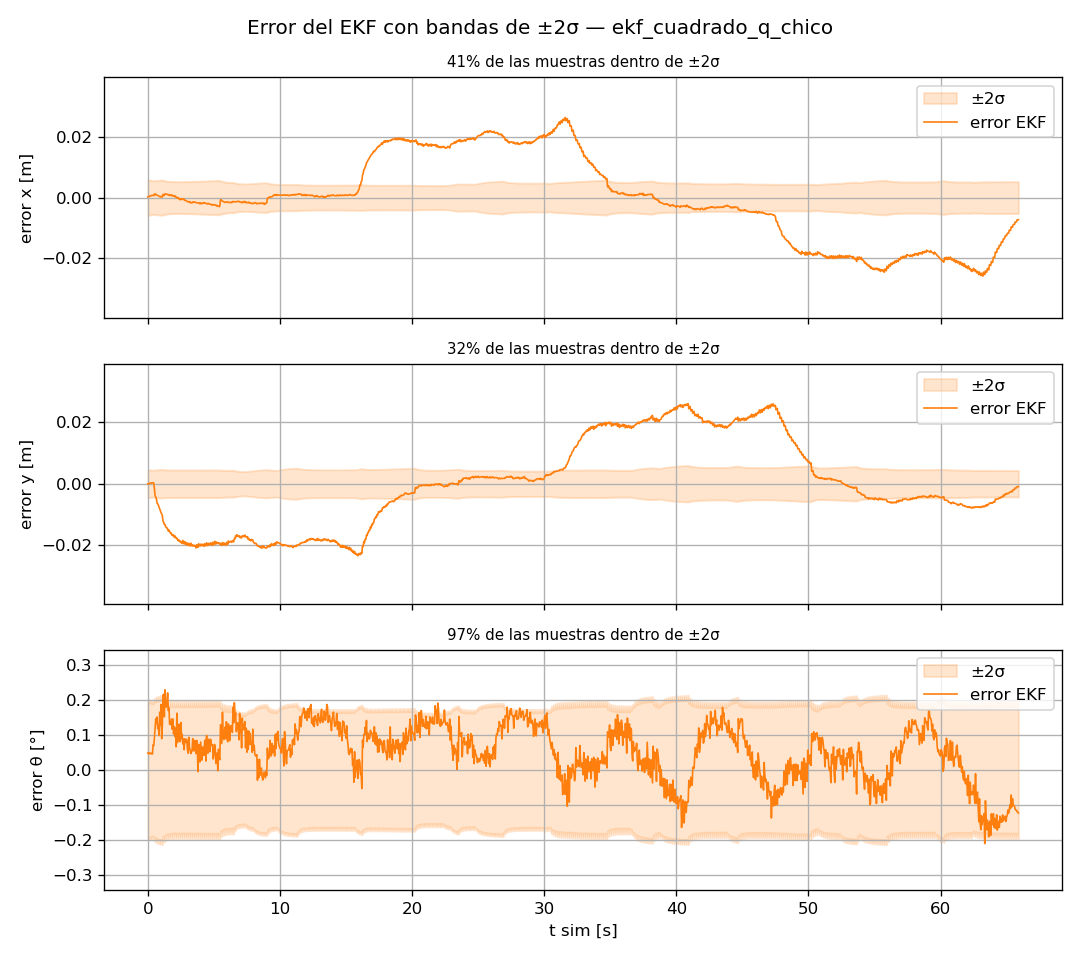 Error del EKF con bandas de ±2σ — ekf_cuadrado_q_chico
41% de las muestras dentro de ±2σ
±2σ
error EKF
0.02
0.00
−0.02
error x [m]
32% de las muestras dentro de ±2σ
±2σ
error EKF
0.02
0.00
−0.02
error y [m]
97% de las muestras dentro de ±2σ
±2σ
error EKF
0.3
0.2
0.1
0.0
−0.1
−0.2
−0.3
error θ [°]
0 10 20 30 40 50 60
t sim [s]